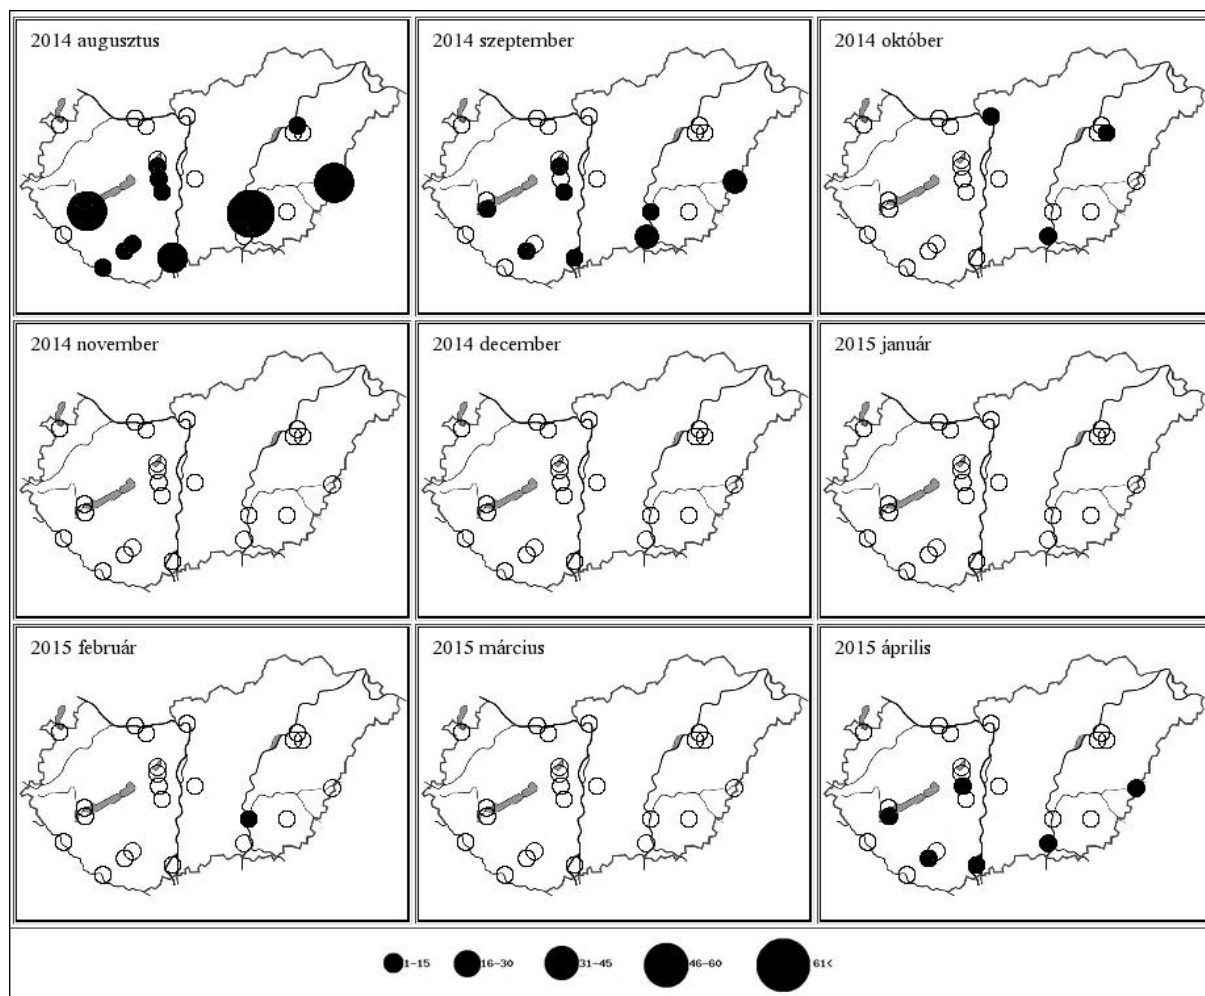 2014 augusztus
2014 szeptember
2014 október
2014 november
2014 december
2015 január
2015 február
2015 március
2015 április
1-15 16-30 31-45 46-60 61<